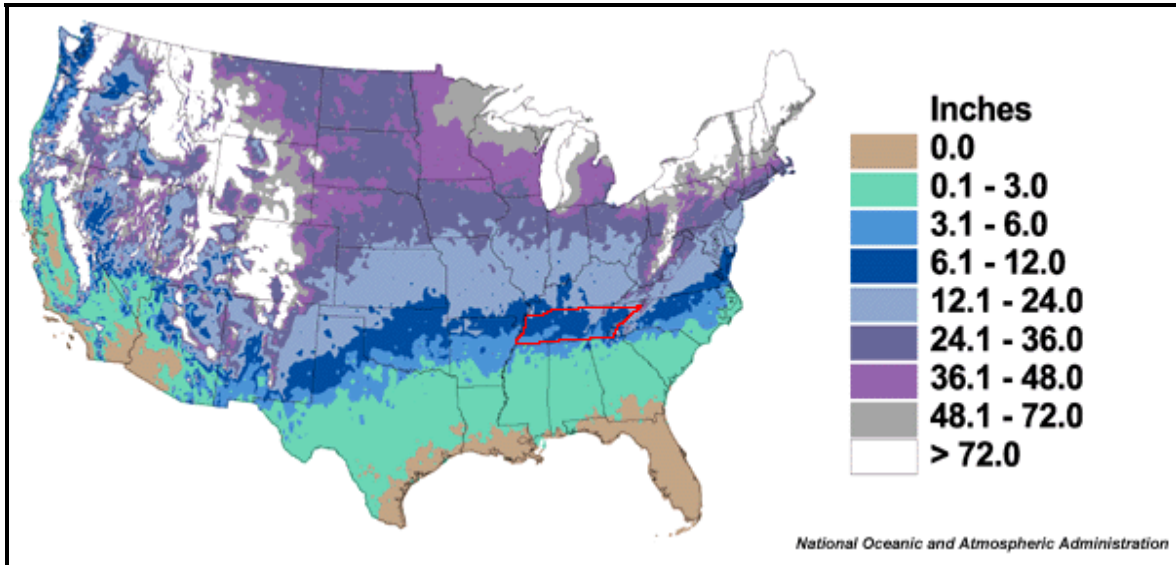 Inches
0.0
0.1 - 3.0
3.1 - 6.0
6.1 - 12.0
12.1 - 24.0
24.1 - 36.0
36.1 - 48.0
48.1 - 72.0
> 72.0
National Oceanic and Atmospheric Administration